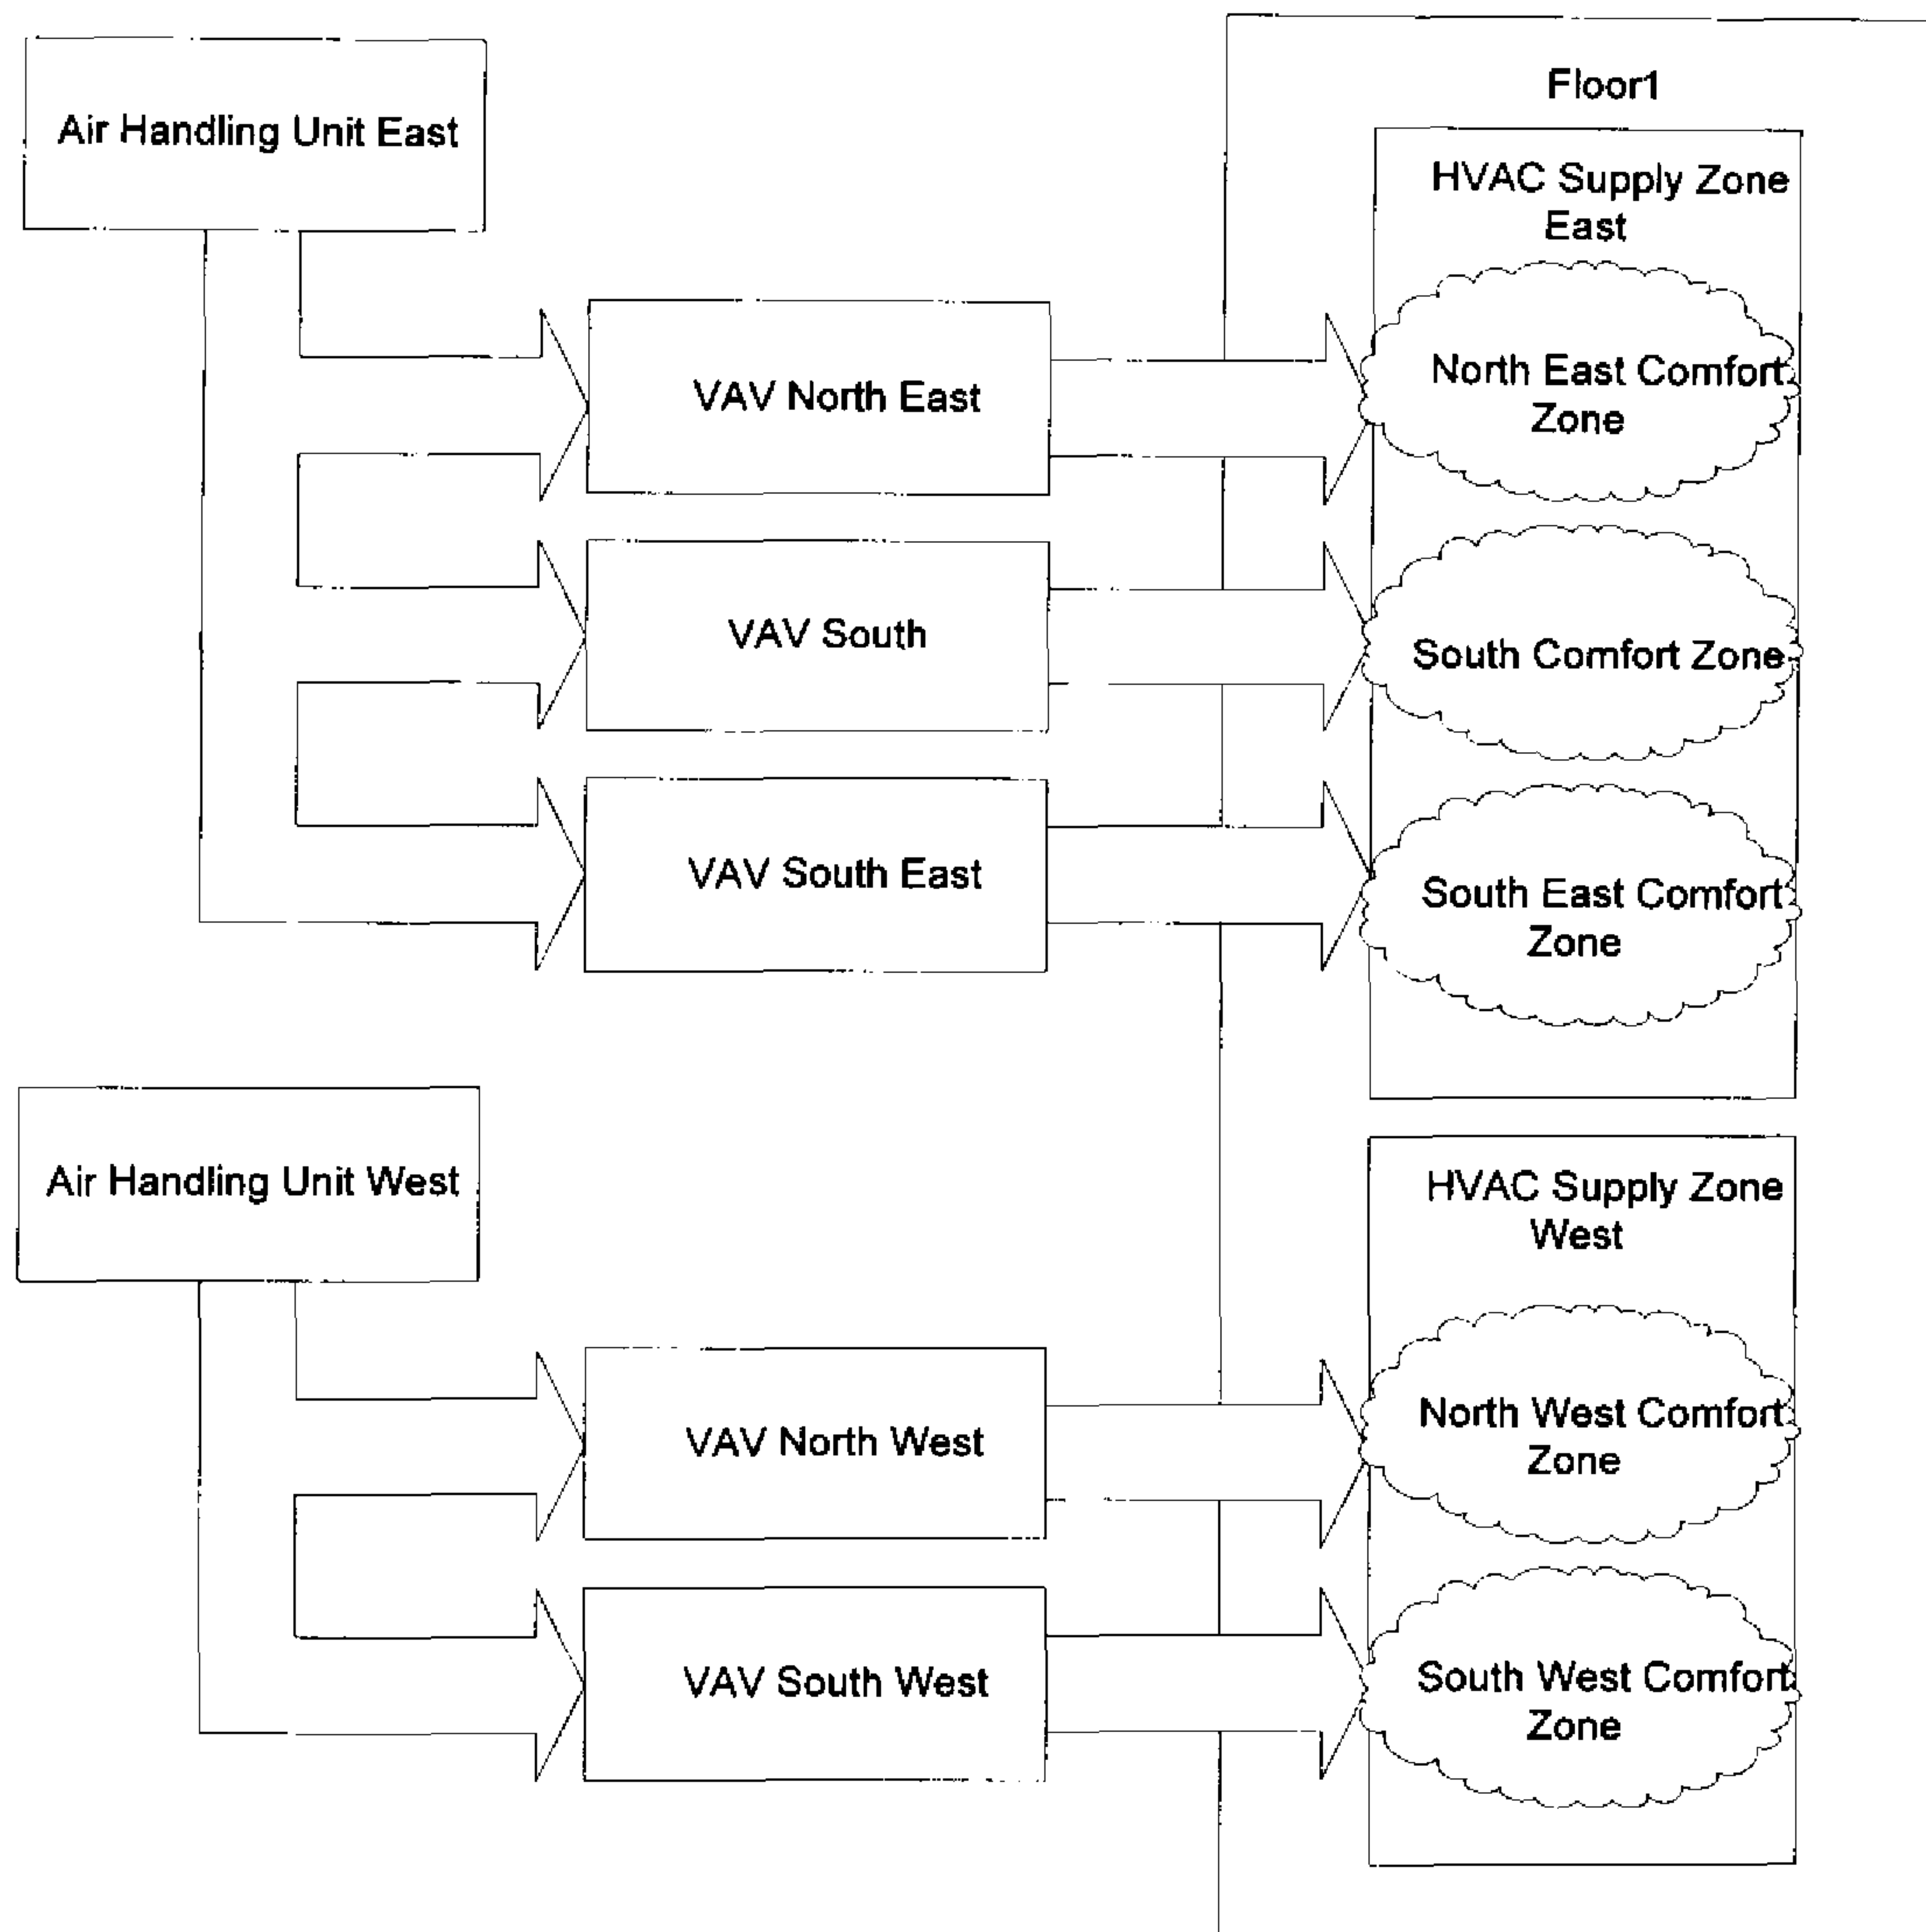 Floor1
Air Handling Unit East
HVAC Supply Zone
East
VAV North East
North East Comfort
Zone
VAV South
South Comfort Zone
VAV South East
South East Comfort
Zone
Air Handling Unit West
HVAC Supply Zone
West
VAV North West
North West Comfort
Zone
VAV South West
South West Comfort
Zone